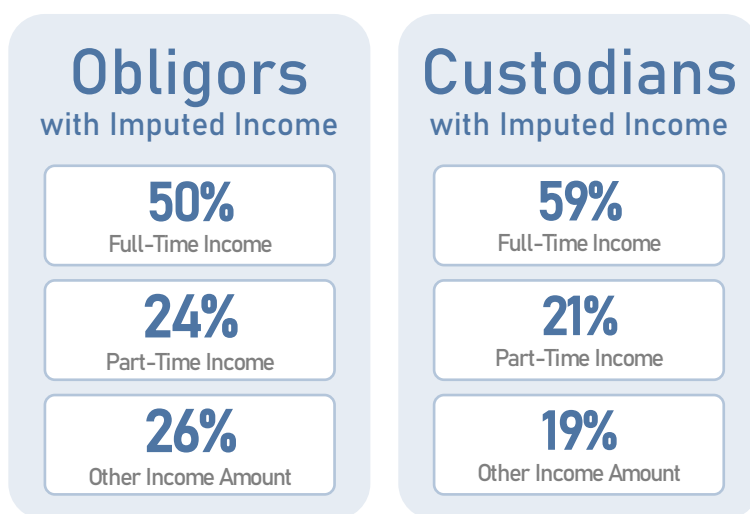 Obligors
with Imputed Income
50%
Full-Time Income
24%
Part-Time Income
26%
Other Income Amount
Custodians
with Imputed Income
59%
Full-Time Income
21%
Part-Time Income
19%
Other Income Amount